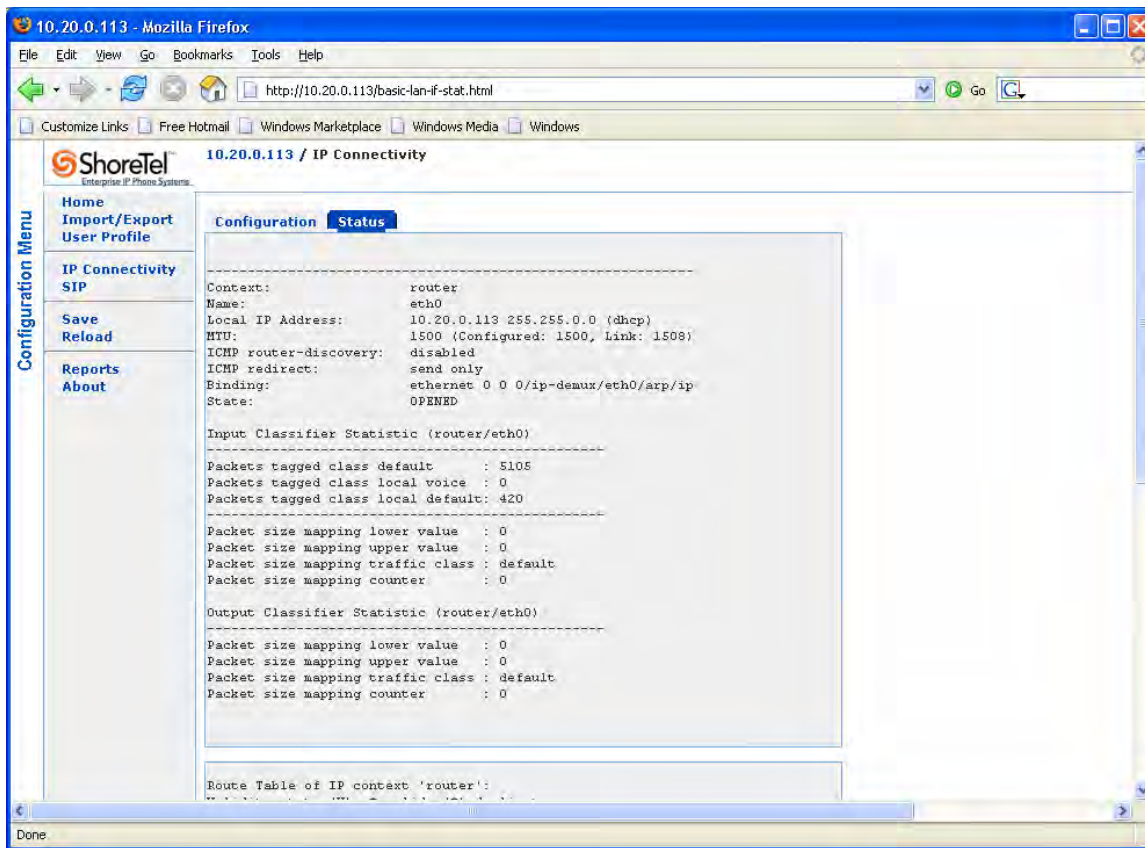 10.20.0.113 - Mozilla Firefox
File Edit View Go Bookmarks Tools Help
http://10.20.0.113/basic-lan-if-stat.html
Go
G
Customize Links Free Hotmail Windows Marketplace Windows Media Windows
ShoreTel
Enterprise IP Phone Systems
10.20.0.113 / IP Connectivity
Configuration Menu
Home
Import/Export
User Profile
IP Connectivity
SIP
Save
Reload
Reports
About
Configuration Status
------------------------------------------------------------
Context: router
Name: eth0
Local IP Address: 10.20.0.113 255.255.0.0 (dhcp)
MTU: 1500 (Configured: 1500, Link: 1508)
ICMP router-discovery: disabled
ICMP redirect: send only
Binding: ethernet 0 0 0/ip-demux/eth0/arp/ip
State: OPENED
Input Classifier Statistic (router/eth0)
-------------------------------------------------
Packets tagged class default : 5105
Packets tagged class local voice : 0
Packets tagged class local default: 420
-------------------------------------------------
Packet size mapping lower value : 0
Packet size mapping upper value : 0
Packet size mapping traffic class : default
Packet size mapping counter : 0
Output Classifier Statistic (router/eth0)
-------------------------------------------------
Packet size mapping lower value : 0
Packet size mapping upper value : 0
Packet size mapping traffic class : default
Packet size mapping counter : 0
Route Table of IP context 'router':
Done